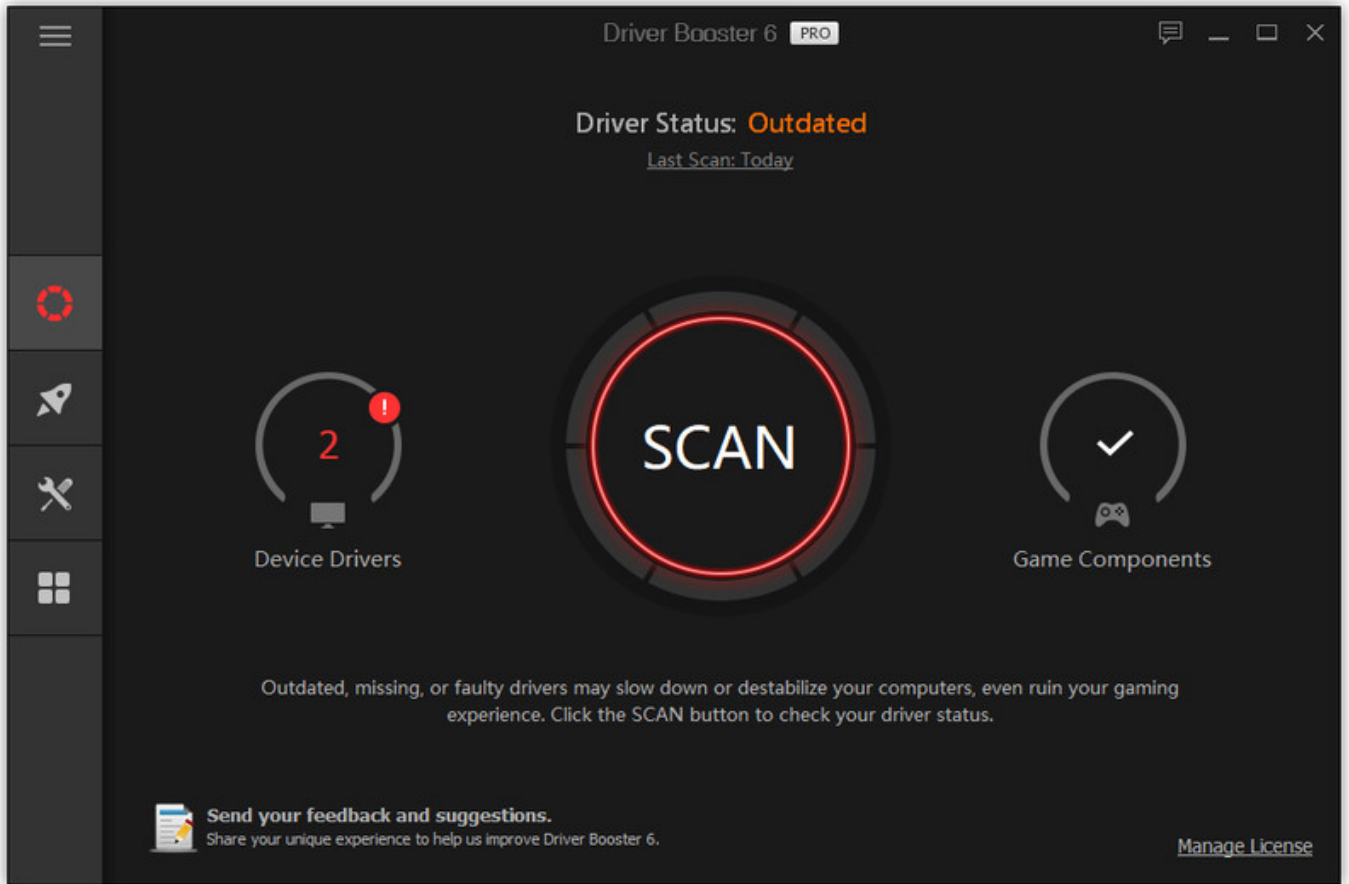 Driver Booster 6 PRO
Driver Status: Outdated
Last Scan: Today
2
!
SCAN
Device Drivers
Game Components
Outdated, missing, or faulty drivers may slow down or destabilize your computers, even ruin your gaming
experience. Click the SCAN button to check your driver status.
Send your feedback and suggestions.
Share your unique experience to help us improve Driver Booster 6.
Manage License